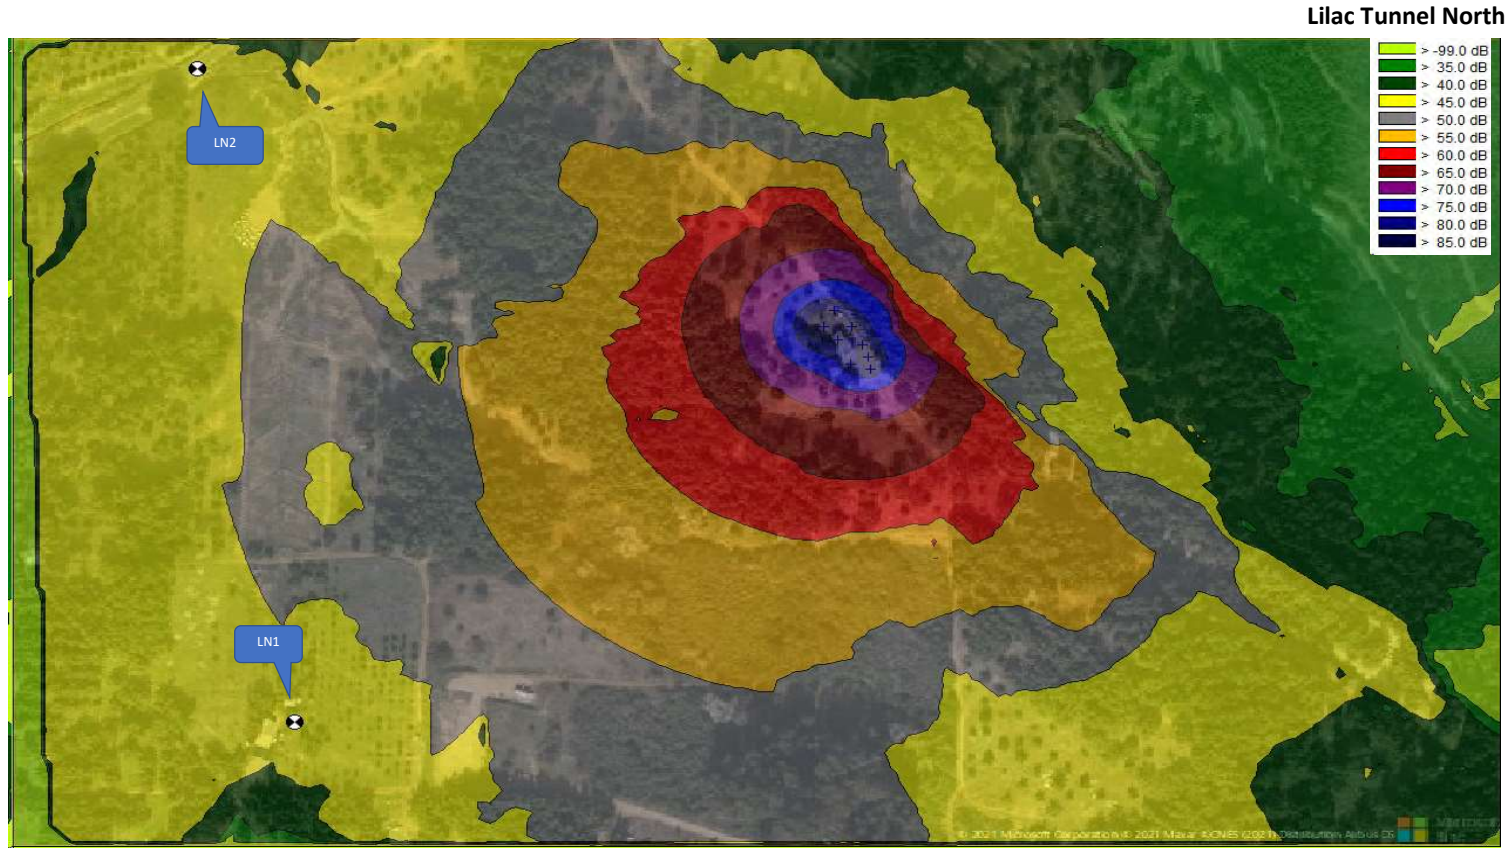 Lilac Tunnel North
> -99.0 dB
> 35.0 dB
> 40.0 dB
> 45.0 dB
> 50.0 dB
> 55.0 dB
> 60.0 dB
> 65.0 dB
> 70.0 dB
> 75.0 dB
> 80.0 dB
> 85.0 dB
LN2
LN1
© 2021 Microsoft Corporation © 2021 Maxar ©CNES (2021) Distribution Airbus DS
Microsoft